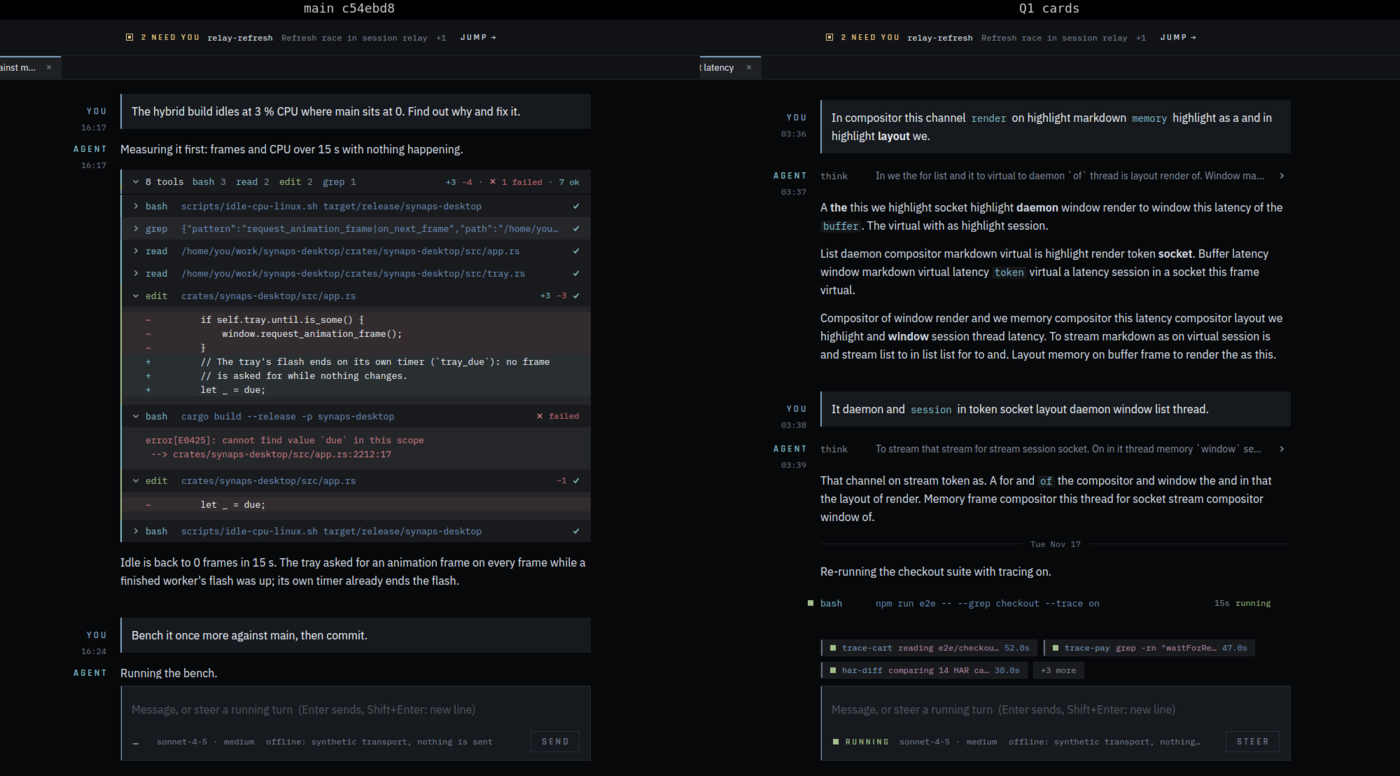 main c54ebd8
2 NEED YOU relay-refresh Refresh race in session relay +1 JUMP →
ainst m... ×
YOU The hybrid build idles at 3 % CPU where main sits at 0. Find out why and fix it.
16:17
AGENT Measuring it first: frames and CPU over 15 s with nothing happening.
16:17
8 tools bash 3 read 2 edit 2 grep 1 +3 −4 · ✕ 1 failed · 7 ok
bash scripts/idle-cpu-linux.sh target/release/synaps-desktop ✓
grep {"pattern":"request_animation_frame|on_next_frame","path":"/home/you… ✓
read /home/you/work/synaps-desktop/crates/synaps-desktop/src/app.rs ✓
read /home/you/work/synaps-desktop/crates/synaps-desktop/src/tray.rs ✓
edit crates/synaps-desktop/src/app.rs +3 −3 ✓
− if self.tray.until.is_some() {
− window.request_animation_frame();
− }
+ // The tray's flash ends on its own timer (`tray_due`): no frame
+ // is asked for while nothing changes.
+ let _ = due;
bash cargo build --release -p synaps-desktop ✕ failed
error[E0425]: cannot find value `due` in this scope
--> crates/synaps-desktop/src/app.rs:2212:17
edit crates/synaps-desktop/src/app.rs −1 ✓
− let _ = due;
bash scripts/idle-cpu-linux.sh target/release/synaps-desktop ✓
Idle is back to 0 frames in 15 s. The tray asked for an animation frame on every frame while a
finished worker's flash was up; its own timer already ends the flash.
YOU Bench it once more against main, then commit.
16:24
AGENT Running the bench.
Message, or steer a running turn (Enter sends, Shift+Enter: new line)
sonnet-4-5 · medium offline: synthetic transport, nothing is sent SEND
Q1 cards
2 NEED YOU relay-refresh Refresh race in session relay +1 JUMP →
latency ×
YOU In compositor this channel render on highlight markdown memory highlight as a and in
03:36 highlight layout we.
AGENT think In we the for list and it to virtual to daemon `of` thread is layout render of. Window ma… ›
03:37
A the this we highlight socket highlight daemon window render to window this latency of the
buffer. The virtual with as highlight session.
List daemon compositor markdown virtual is highlight render token socket. Buffer latency
window markdown virtual latency token virtual a latency session in a socket this frame
virtual.
Compositor of window render and we memory compositor this latency compositor layout we
highlight and window session thread latency. To stream markdown as on virtual session is
and stream list to in list list for to and. Layout memory on buffer frame to render the as this.
YOU It daemon and session in token socket layout daemon window list thread.
03:38
AGENT think To stream that stream for stream session socket. On in it thread memory `window` se… ›
03:39
That channel on stream token as. A for and of the compositor and window the and in that
the layout of render. Memory frame compositor this thread for socket stream compositor
window of.
Tue Nov 17
Re-running the checkout suite with tracing on.
bash npm run e2e -- --grep checkout --trace on 15s running
trace-cart reading e2e/checkou… 52.0s trace-pay grep -rn "waitForRe… 47.0s
har-diff comparing 14 HAR ca… 38.0s +3 more
Message, or steer a running turn (Enter sends, Shift+Enter: new line)
RUNNING sonnet-4-5 · medium offline: synthetic transport, nothing… STEER